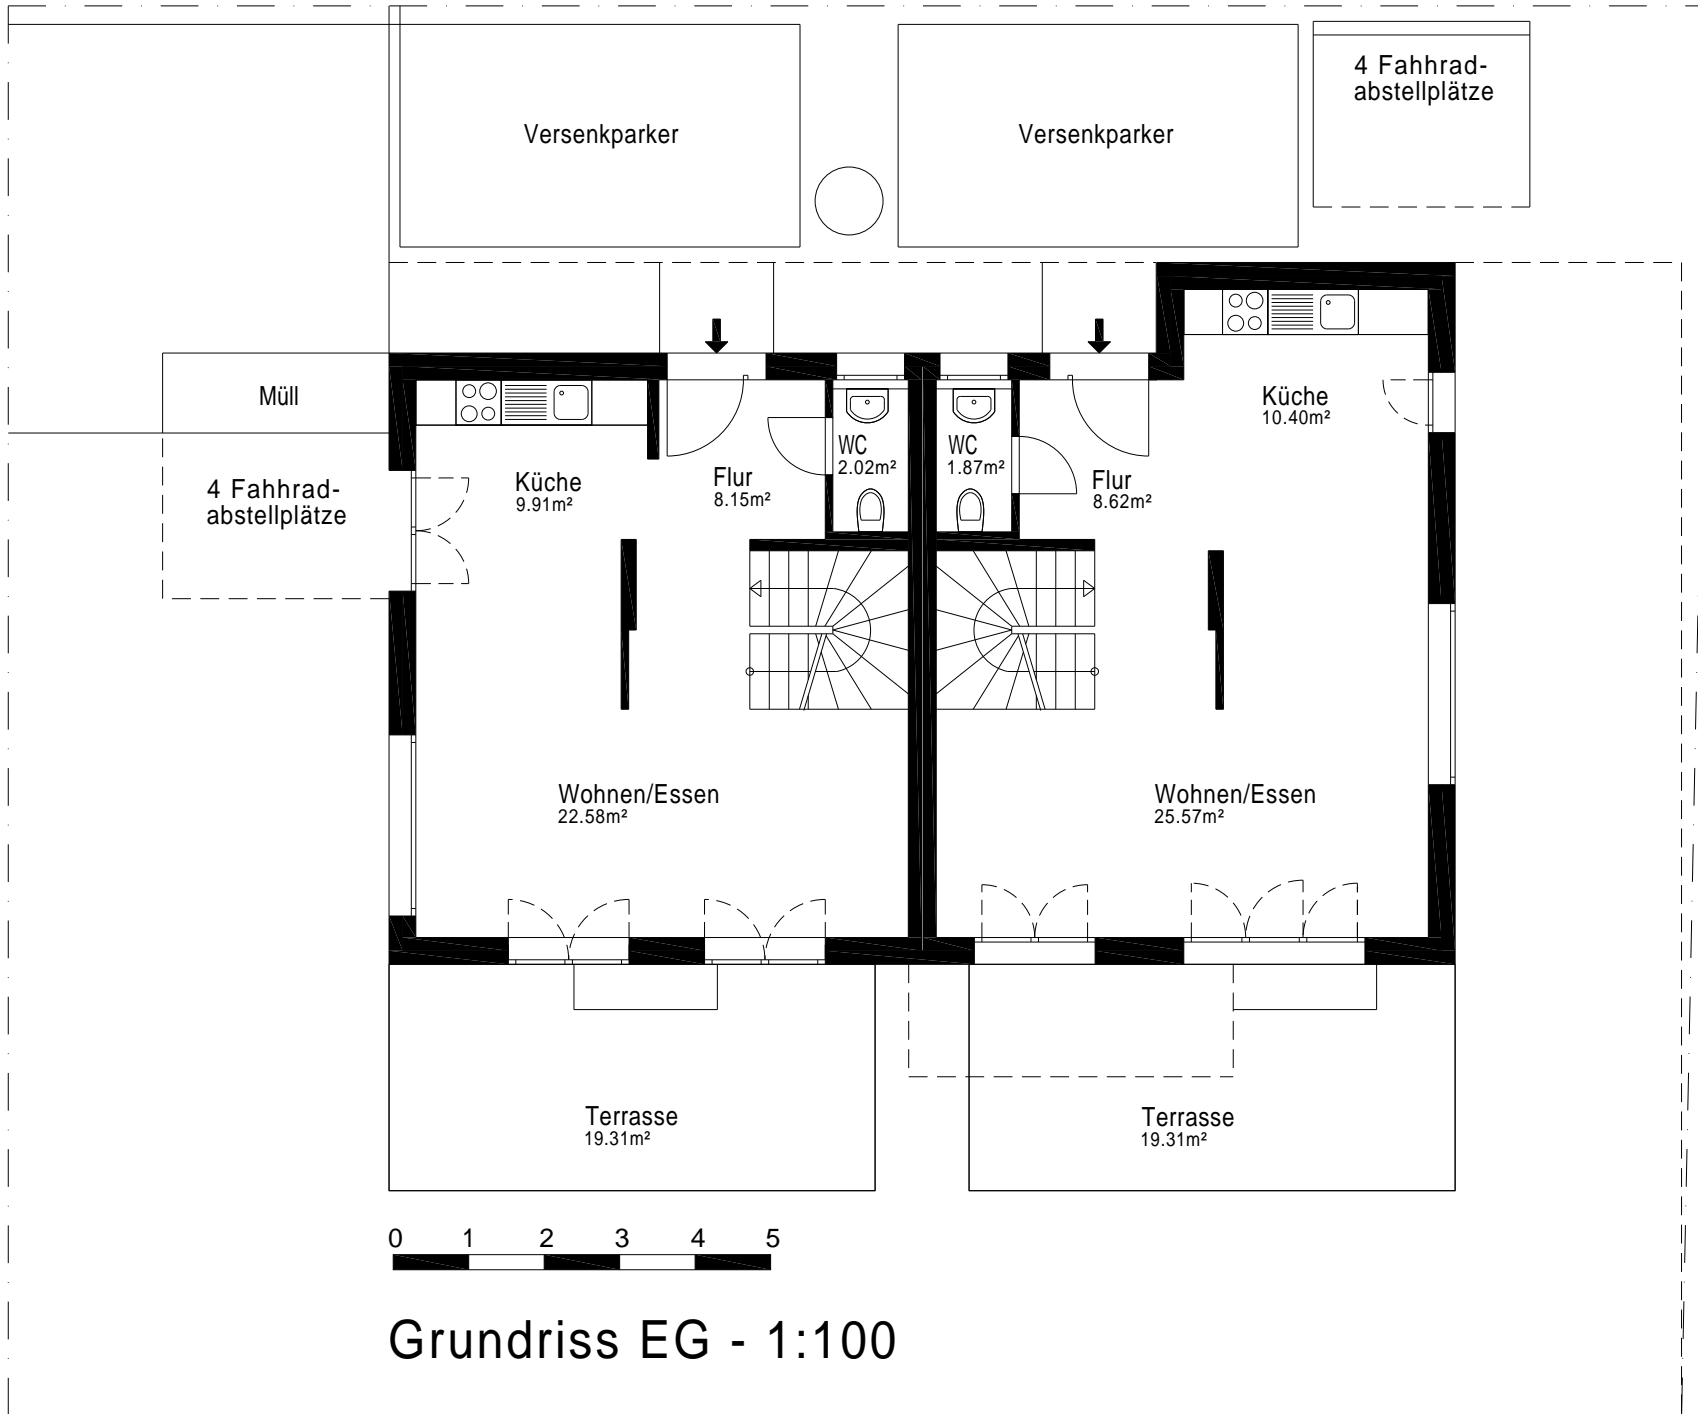 4 Fahhrad-
abstellplätze
Versenkparker
Versenkparker
Müll
4 Fahhrad-
abstellplätze
Küche
9.91m²
Flur
8.15m²
WC
2.02m²
WC
1.87m²
Flur
8.62m²
Küche
10.40m²
Wohnen/Essen
22.58m²
Wohnen/Essen
25.57m²
Terrasse
19.31m²
Terrasse
19.31m²
0 1 2 3 4 5
Grundriss EG - 1:100